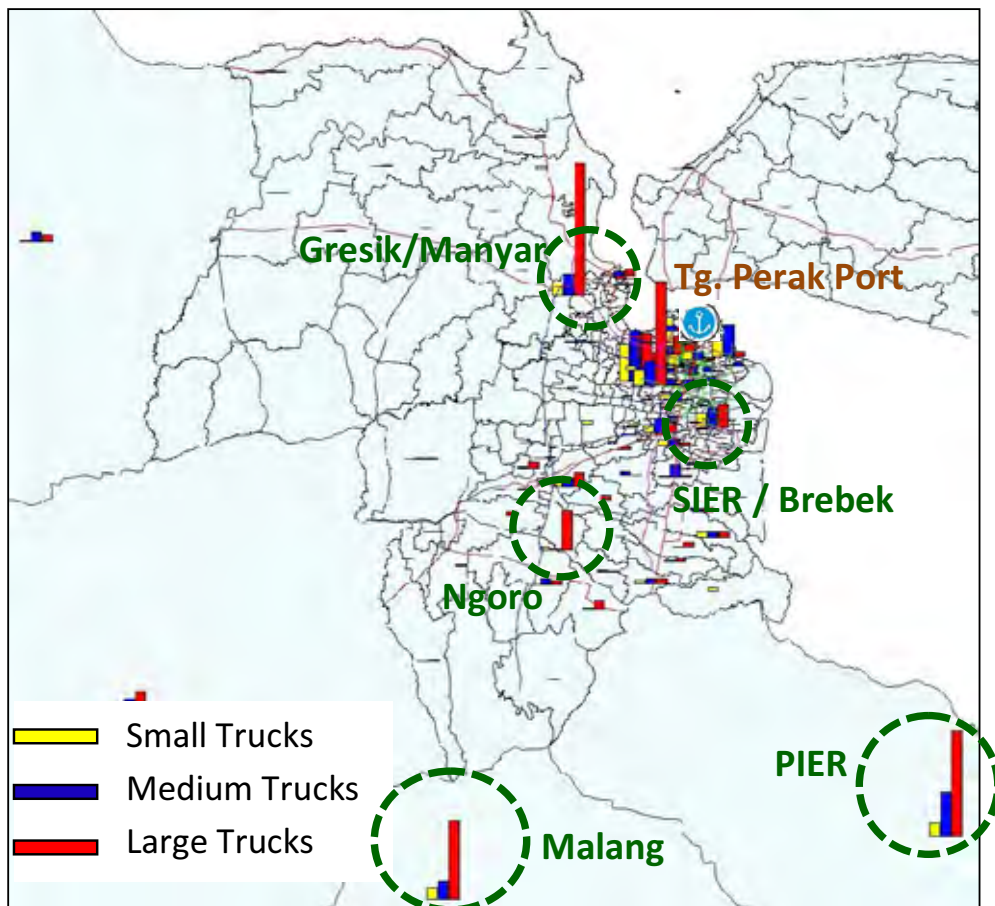 Gresik/Manyar
Tg. Perak Port
SIER / Brebek
Ngoro
Small Trucks
Medium Trucks
Large Trucks
PIER
Malang